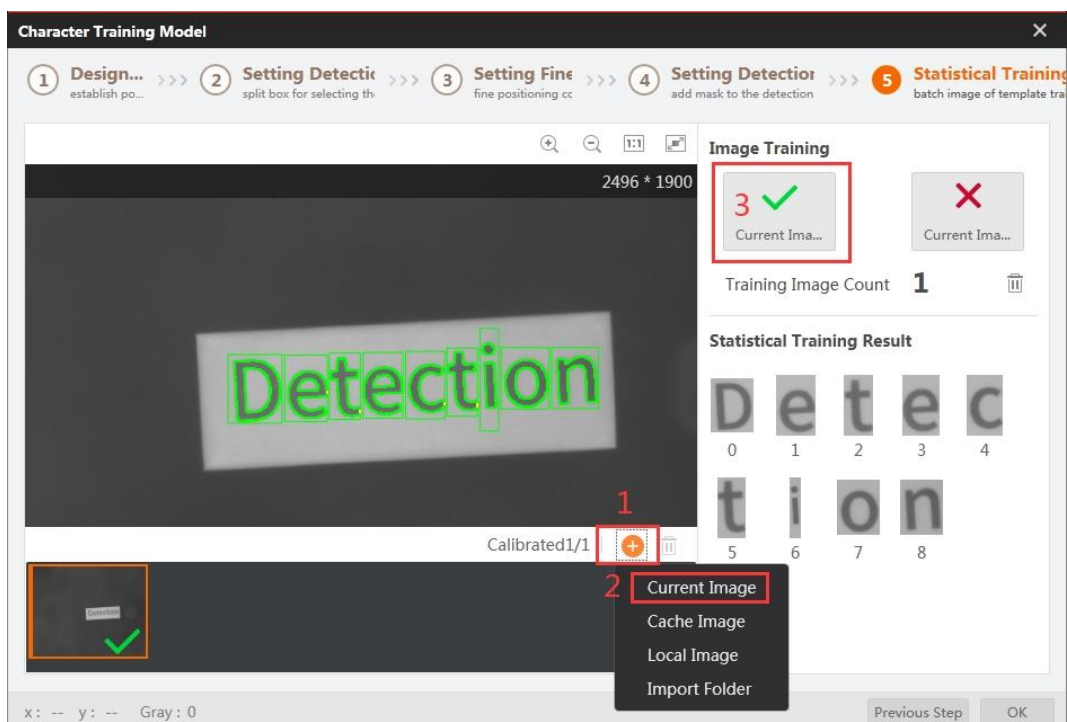 Character Training Model
1 Design... >>> 2 Setting Detectic >>> 3 Setting Fine >>> 4 Setting Detection >>> 5 Statistical Training
establish po... split box for selecting th fine positioning cc add mask to the detection batch image of template tra
1:1
Image Training
2496 * 1900
3
Current Ima... Current Ima...
Training Image Count 1
Detection
Statistical Training Result
D e t e c
0 1 2 3 4
t i o n
5 6 7 8
1
Calibrated1/1
2 Current Image
Cache Image
Local Image
Import Folder
Detection
x: -- y: -- Gray: 0
Previous Step OK